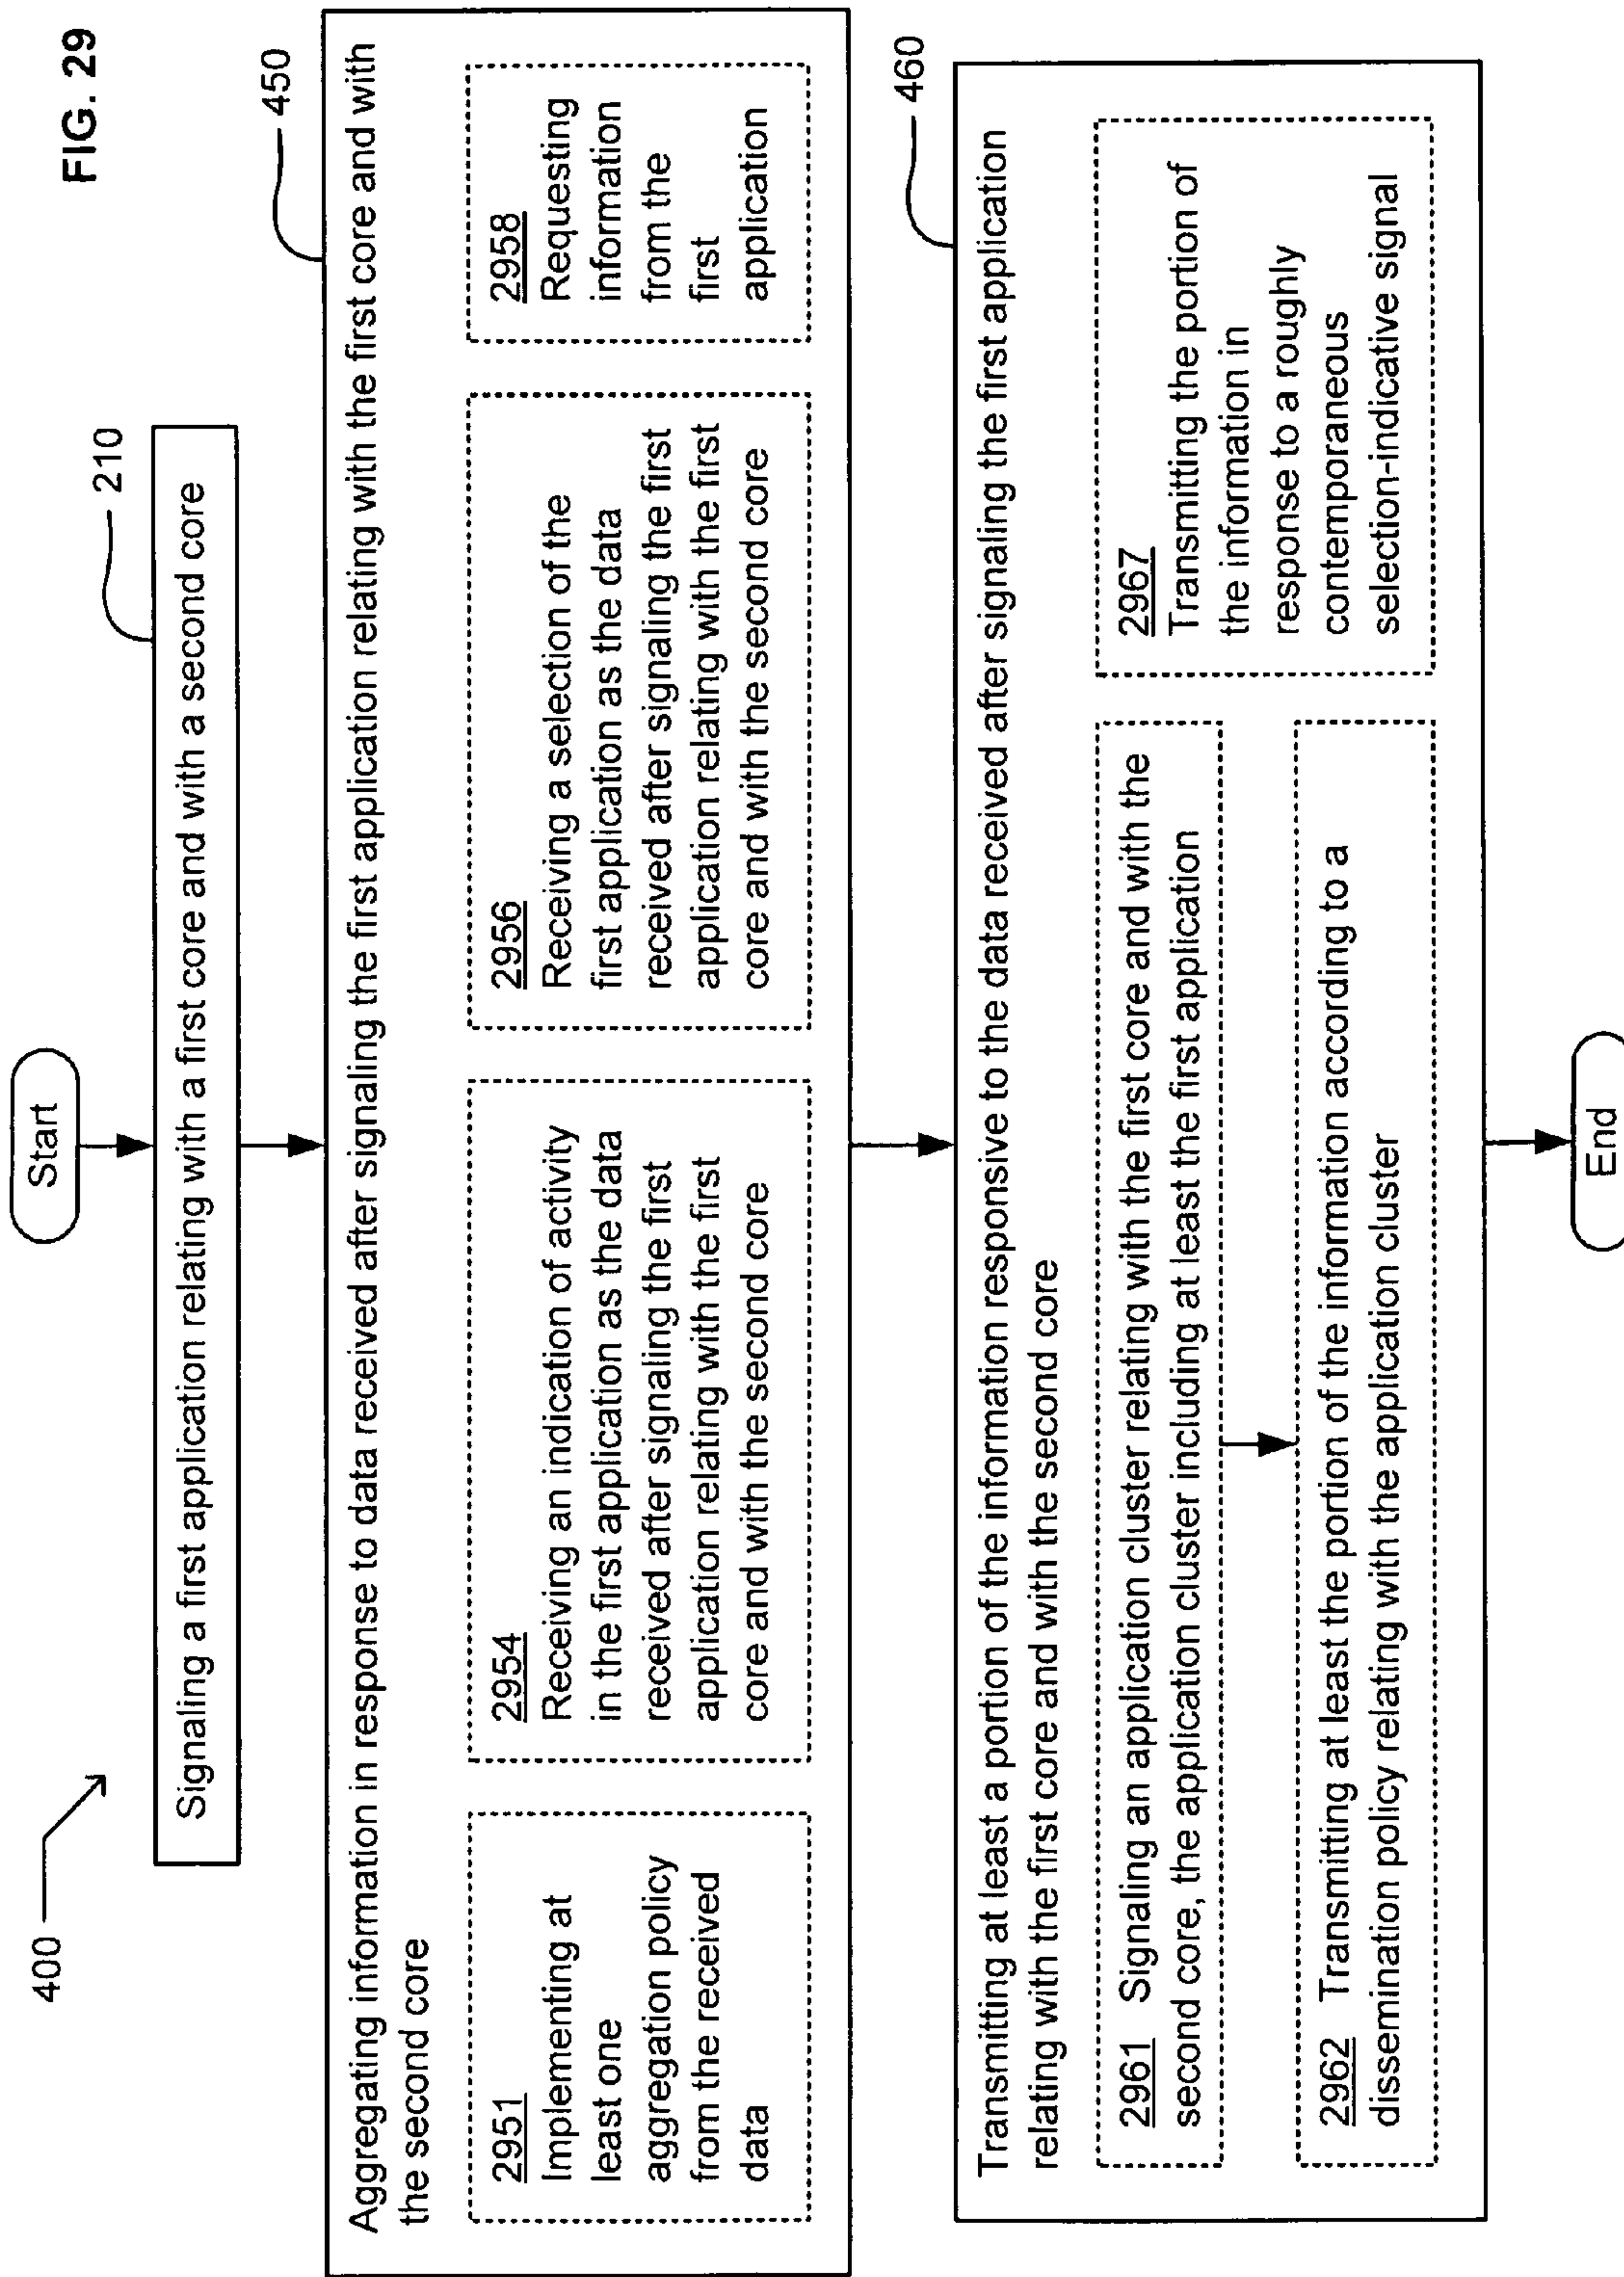 FIG. 29
400
Start
210
Signaling a first application relating with a first core and with a second core
450
Aggregating information in response to data received after signaling the first application relating with the first core and with
the second core
2951
Implementing at
least one
aggregation policy
from the received
data
2954
Receiving an indication of activity
in the first application as the data
received after signaling the first
application relating with the first
core and with the second core
2956
Receiving a selection of the
first application as the data
received after signaling the first
application relating with the first
core and with the second core
2958
Requesting
information
from the
first
application
460
Transmitting at least a portion of the information responsive to the data received after signaling the first application
relating with the first core and with the second core
2961 Signaling an application cluster relating with the first core and with the
second core, the application cluster including at least the first application
2962 Transmitting at least the portion of the information according to a
dissemination policy relating with the application cluster
2967
Transmitting the portion of
the information in
response to a roughly
contemporaneous
selection-indicative signal
End